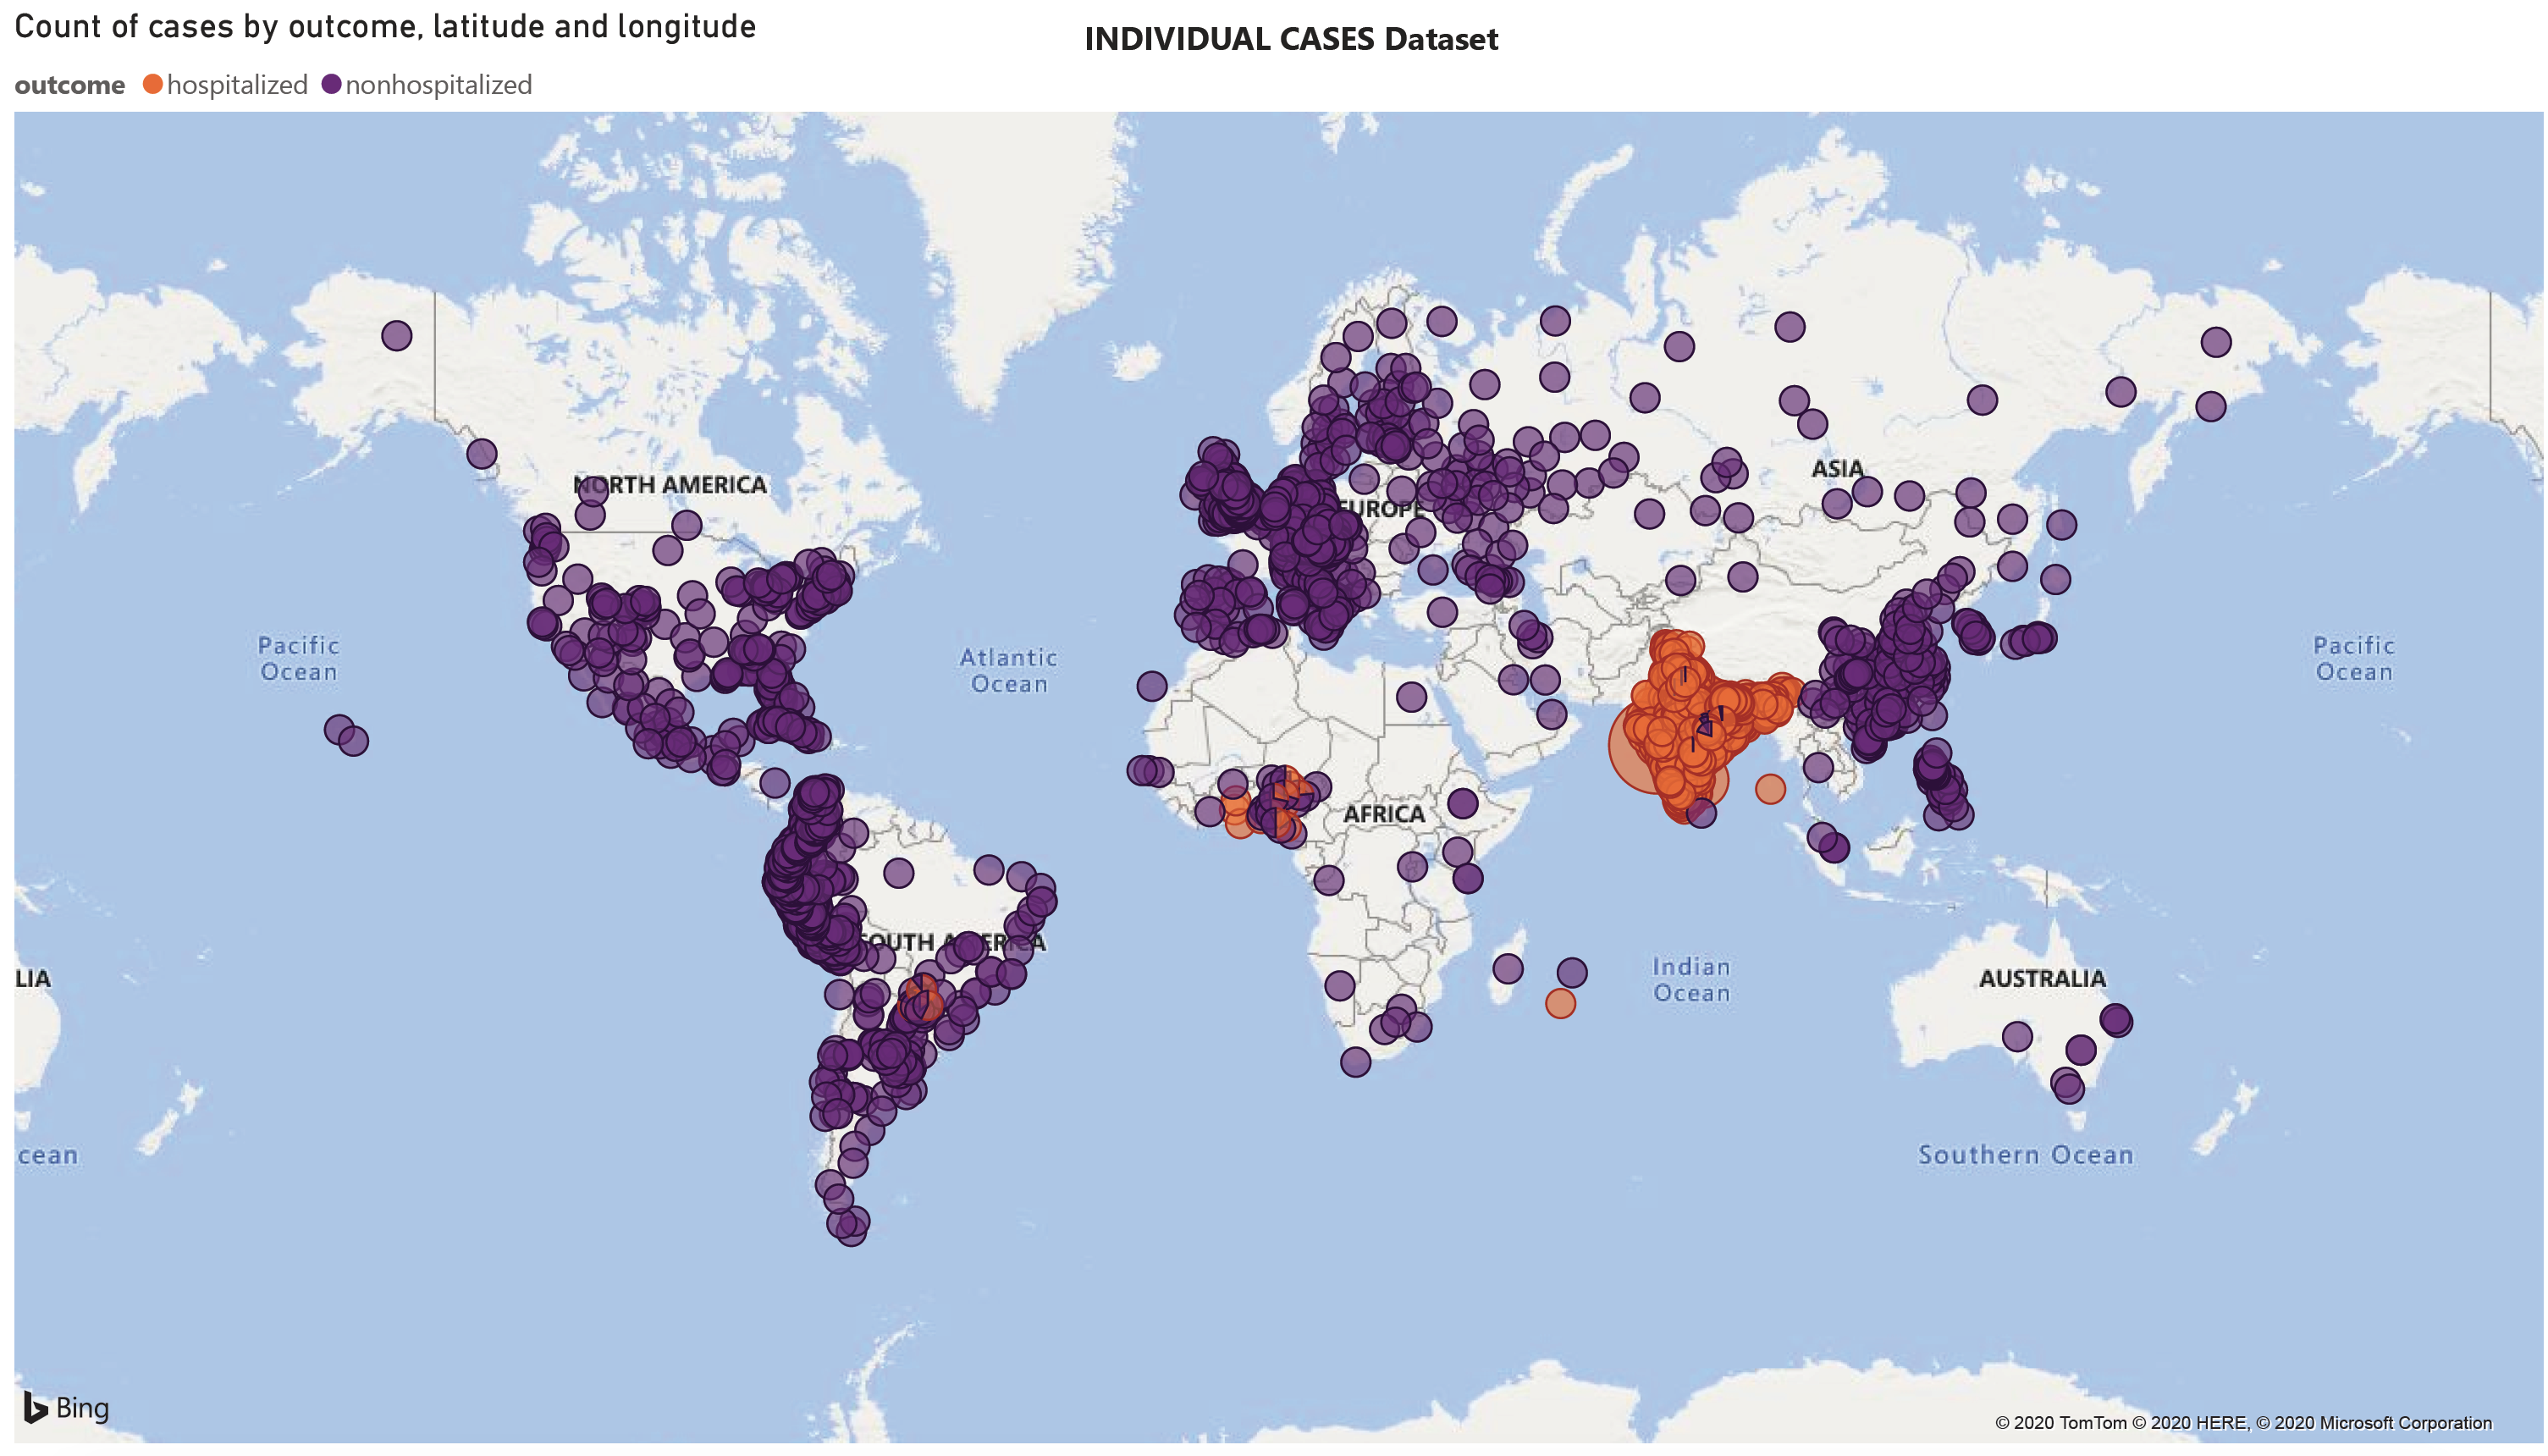 Count of cases by outcome, latitude and longitude
INDIVIDUAL CASES Dataset
outcome hospitalized nonhospitalized
NORTH AMERICA
ASIA
EUROPE
Pacific
Ocean
Atlantic
Ocean
Pacific
Ocean
AFRICA
SOUTH AMERICA
LIA
Indian
Ocean
AUSTRALIA
cean
Southern Ocean
Bing
© 2020 TomTom © 2020 HERE, © 2020 Microsoft Corporation